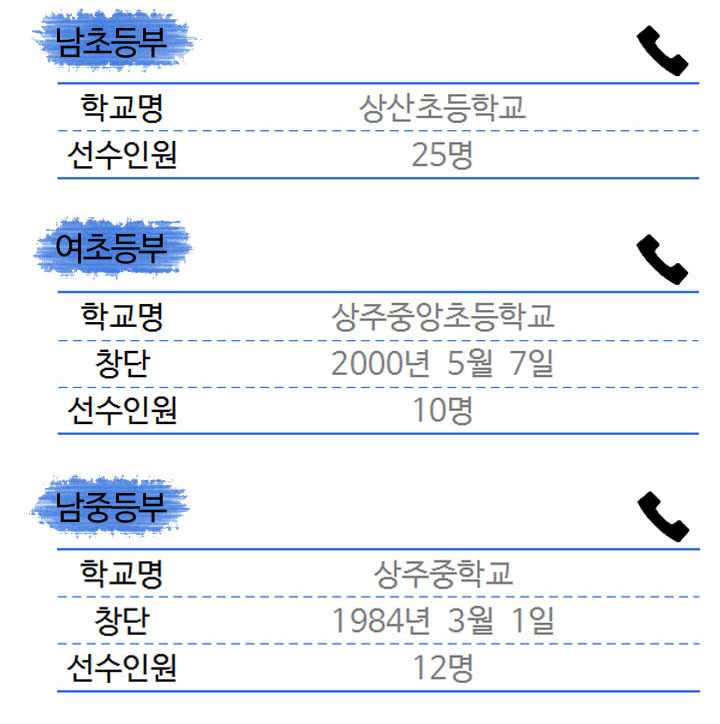 남초등부
학교명 상산초등학교
선수인원 25명
여초등부
학교명 상주중앙초등학교
창단 2000년 5월 7일
선수인원 10명
남중등부
학교명 상주중학교
창단 1984년 3월 1일
선수인원 12명